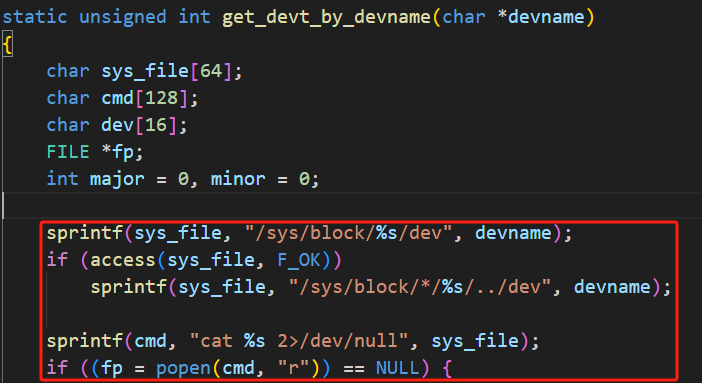 static unsigned int get_devt_by_devname(char *devname)
{
    char sys_file[64];
    char cmd[128];
    char dev[16];
    FILE *fp;
    int major = 0, minor = 0;

    sprintf(sys_file, "/sys/block/%s/dev", devname);
    if (access(sys_file, F_OK))
        sprintf(sys_file, "/sys/block/*/%s/../dev", devname);

    sprintf(cmd, "cat %s 2>/dev/null", sys_file);
    if ((fp = popen(cmd, "r")) == NULL) {